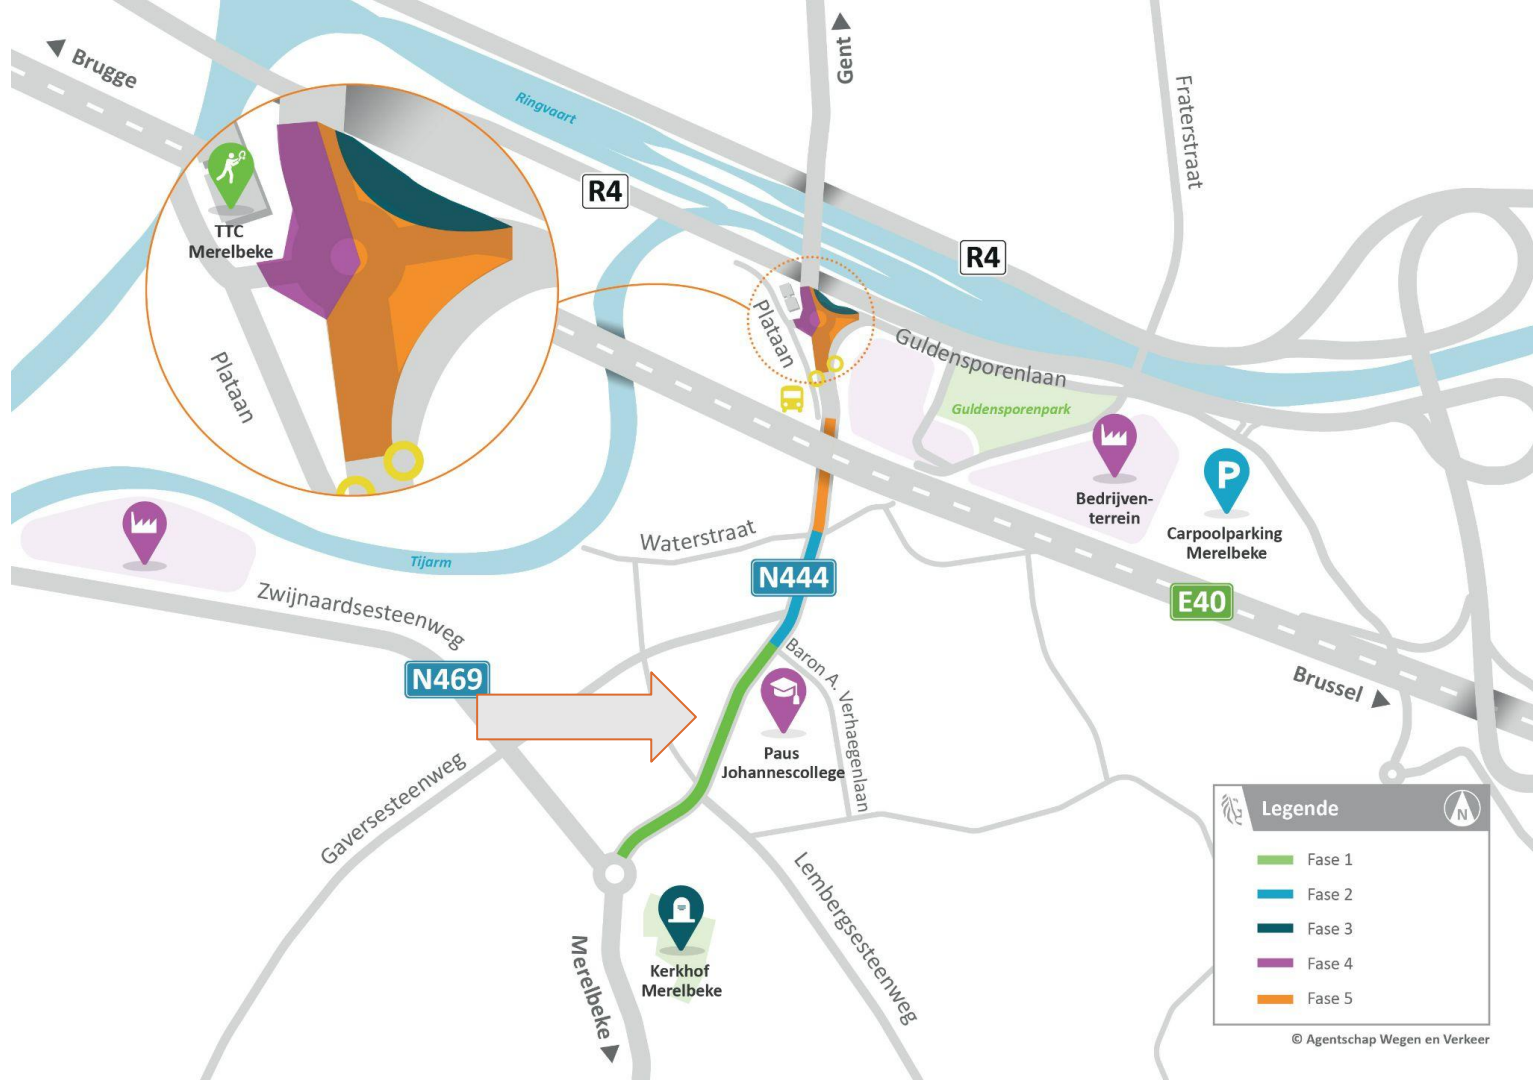 Brugge
Gent
Ringvaart
Fraterstraat
R4
R4
TTC
Merelbeke
Plataan
Plataan
Guldensporenlaan
Guldensporenpark
Bedrijven-
terrein
P
Carpoolparking
Merelbeke
Waterstraat
Tijarm
N444
E40
Zwijnaardsesteenweg
N469
Baron A. Verhaegenlaan
Brussel
Paus
Johannescollege
Gaversesteenweg
Lembergsesteenweg
Kerkhof
Merelbeke
Merelbeke
Legende
N
Fase 1
Fase 2
Fase 3
Fase 4
Fase 5
© Agentschap Wegen en Verkeer